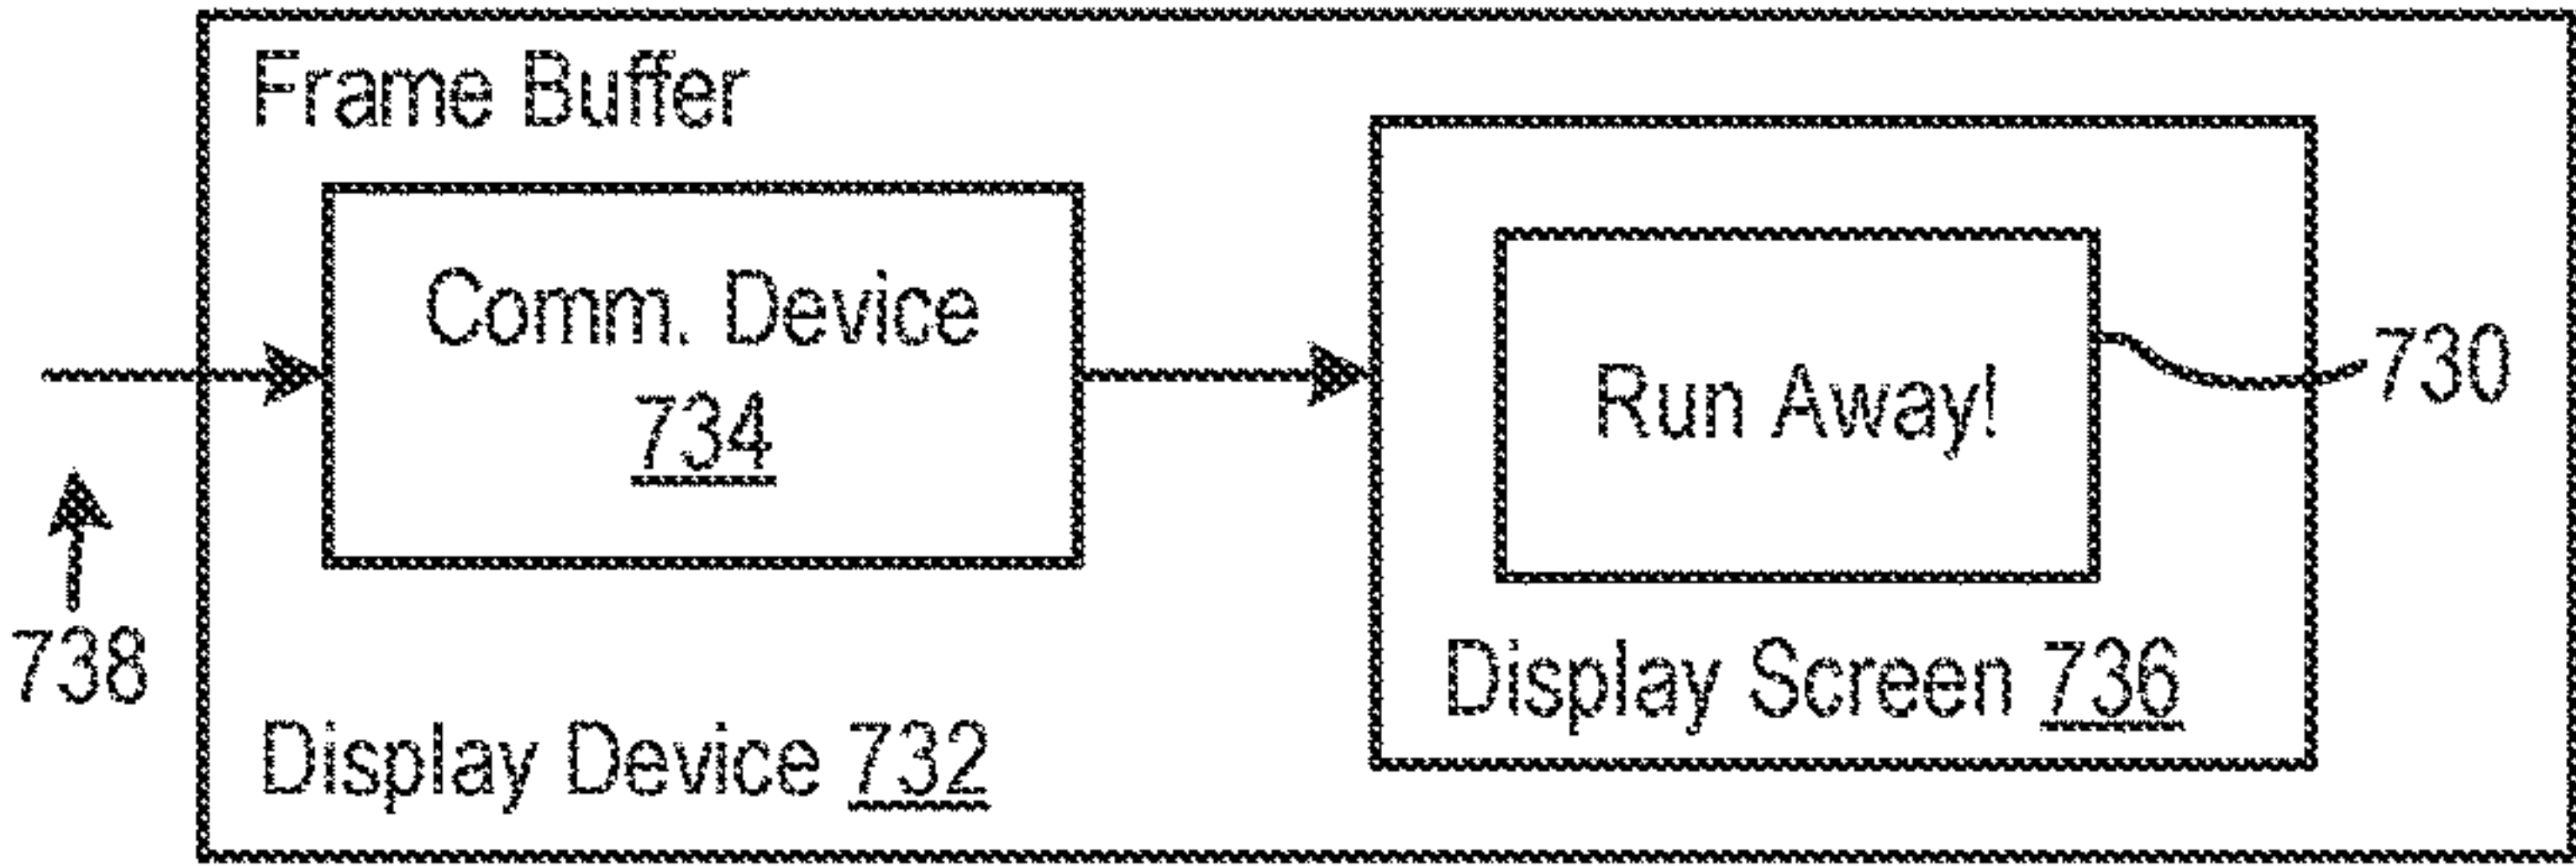 Frame Buffer
Comm. Device
734
Run Away!
730
738
Display Screen 736
Display Device 732